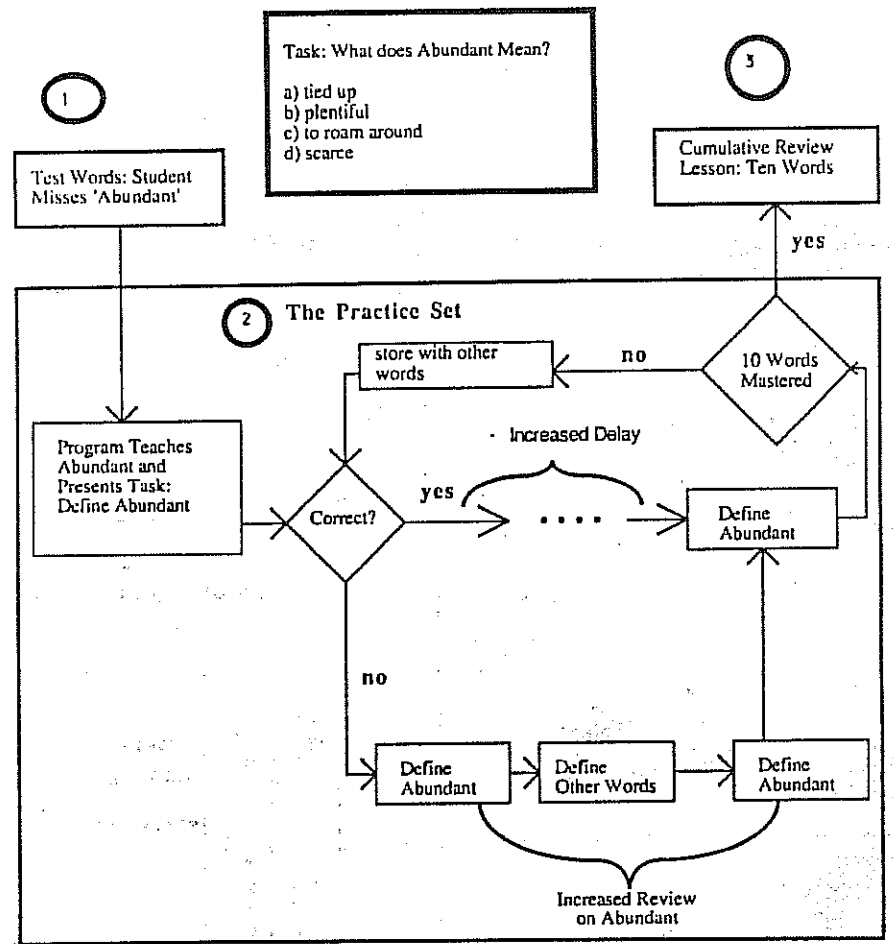 Task: What does Abundant Mean?
a) tied up
b) plentiful
c) to roam around
d) scarce
1
3
Test Words: Student
Misses 'Abundant'
Cumulative Review
Lesson: Ten Words
yes
2 The Practice Set
store with other
words
no
10 Words
Mastered
Program Teaches
Abundant and
Presents Task:
Define Abundant
Increased Delay
Correct?
yes
Define
Abundant
no
Define
Abundant
Define
Other Words
Define
Abundant
Increased Review
on Abundant